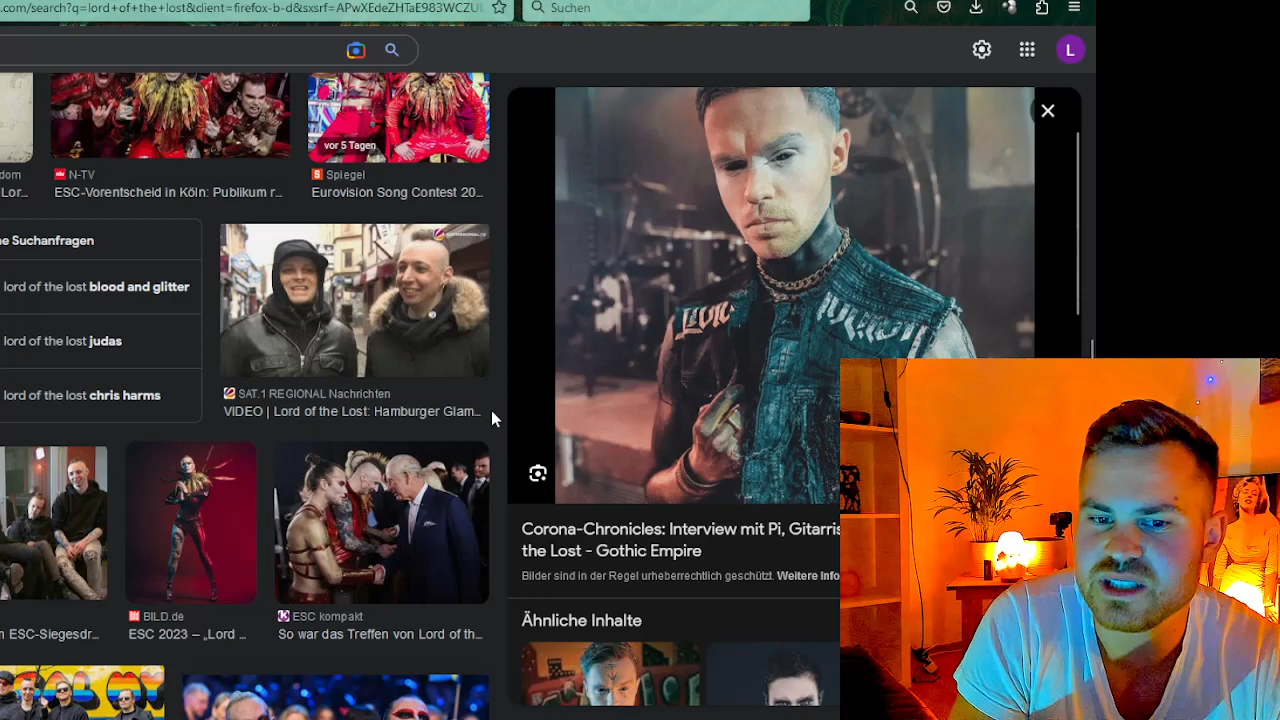 .com/search?q=lord+of+the+lost&client=firefox-b-d&sxsrf=APwXEdeZHTaE983WCZU
Suchen
L
dom
Lor...
N-TV
ESC-Vorentscheid in Köln: Publikum r...
vor 5 Tagen
Spiegel
Eurovision Song Contest 20...
e Suchanfragen
lord of the lost blood and glitter
lord of the lost judas
lord of the lost chris harms
SAT.1 REGIONAL Nachrichten
VIDEO | Lord of the Lost: Hamburger Glam...
n ESC-Siegesdr...
BILD.de
ESC 2023 – „Lord ...
ESC kompakt
So war das Treffen von Lord of th...
Corona-Chronicles: Interview mit Pi, Gitarris
the Lost - Gothic Empire
Bilder sind in der Regel urheberrechtlich geschützt. Weitere Info
Ähnliche Inhalte